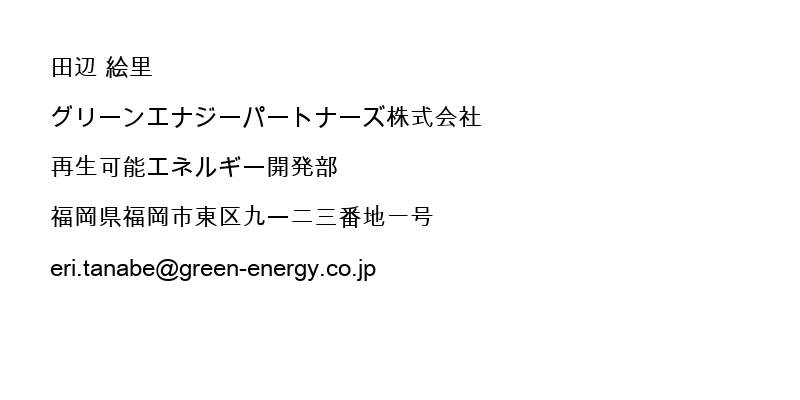 田辺 絵里
グリーンエナジーパートナーズ株式会社
再生可能エネルギー開発部
福岡県福岡市東区九ー二三番地一号
eri.tanabe@green-energy.co.jp